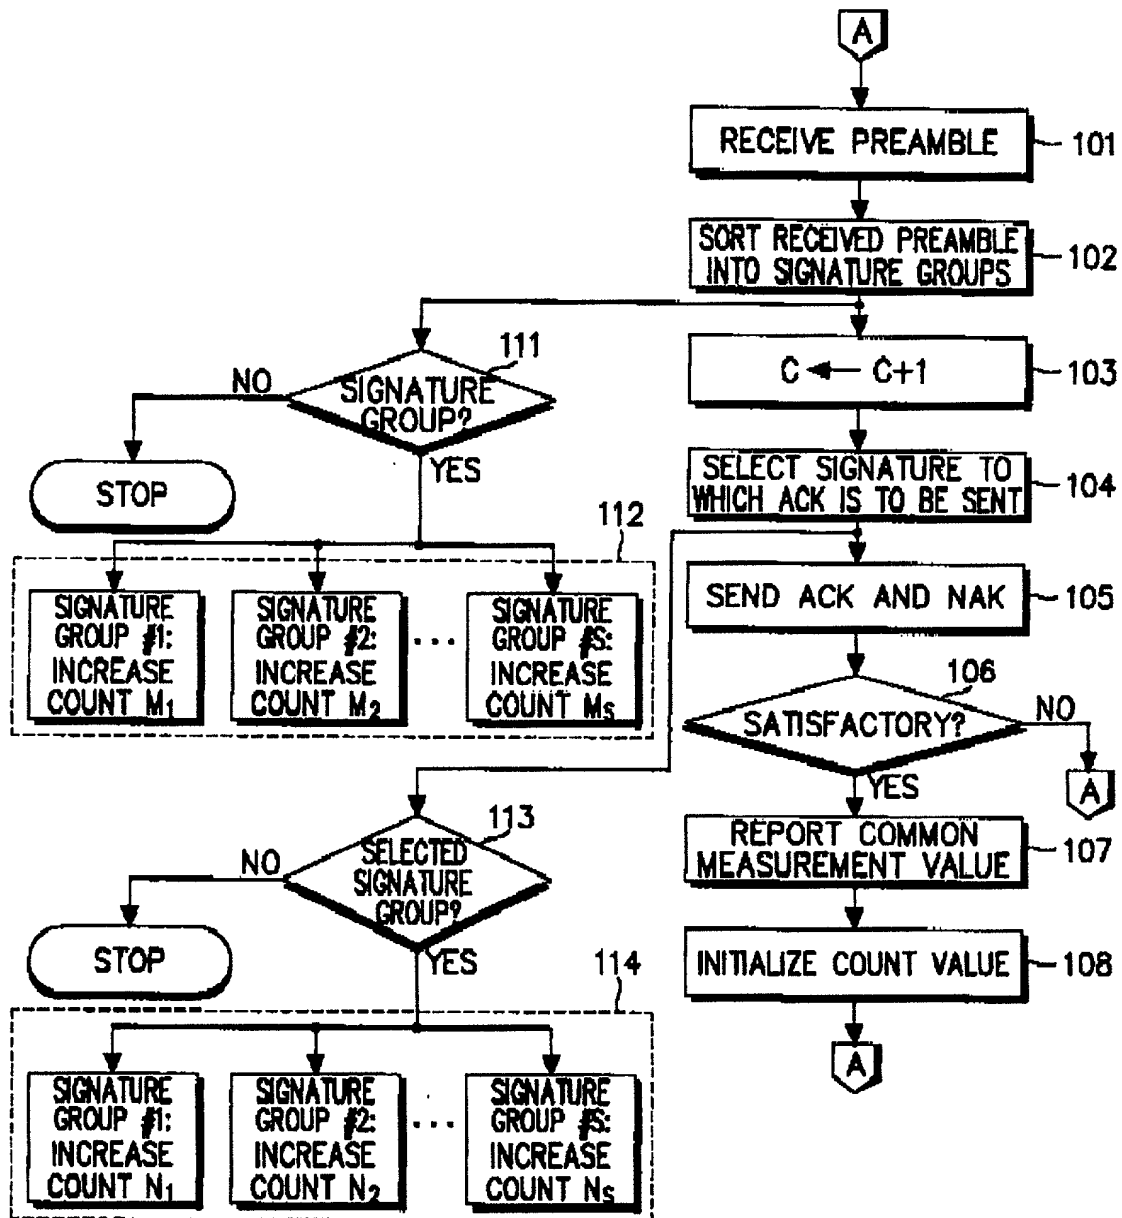 A
RECEIVE PREAMBLE
101
SORT RECEIVED PREAMBLE
INTO SIGNATURE GROUPS
102
C ← C+1
103
SELECT SIGNATURE TO
WHICH ACK IS TO BE SENT
104
SEND ACK AND NAK
105
SATISFACTORY?
106
NO
A
YES
REPORT COMMON
MEASUREMENT VALUE
107
INITIALIZE COUNT VALUE
108
A
SIGNATURE
GROUP?
111
NO
STOP
YES
112
SIGNATURE
GROUP #1:
INCREASE
COUNT M1
SIGNATURE
GROUP #2:
INCREASE
COUNT M2
...
SIGNATURE
GROUP #S:
INCREASE
COUNT MS
SELECTED
SIGNATURE
GROUP?
113
NO
STOP
YES
114
SIGNATURE
GROUP #1:
INCREASE
COUNT N1
SIGNATURE
GROUP #2:
INCREASE
COUNT N2
...
SIGNATURE
GROUP #S:
INCREASE
COUNT NS